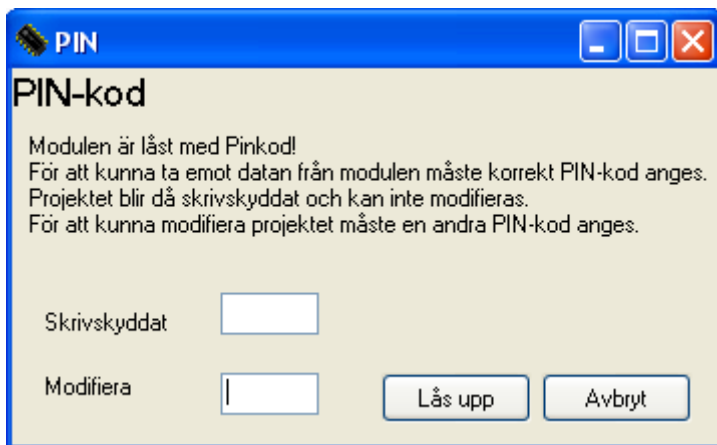 PIN
PIN-kod
Modulen är låst med Pinkod!
För att kunna ta emot datan från modulen måste korrekt PIN-kod anges.
Projektet blir då skrivskyddat och kan inte modifieras.
För att kunna modifiera projektet måste en andra PIN-kod anges.
Skrivskyddat
Modifiera
Lås upp Avbryt